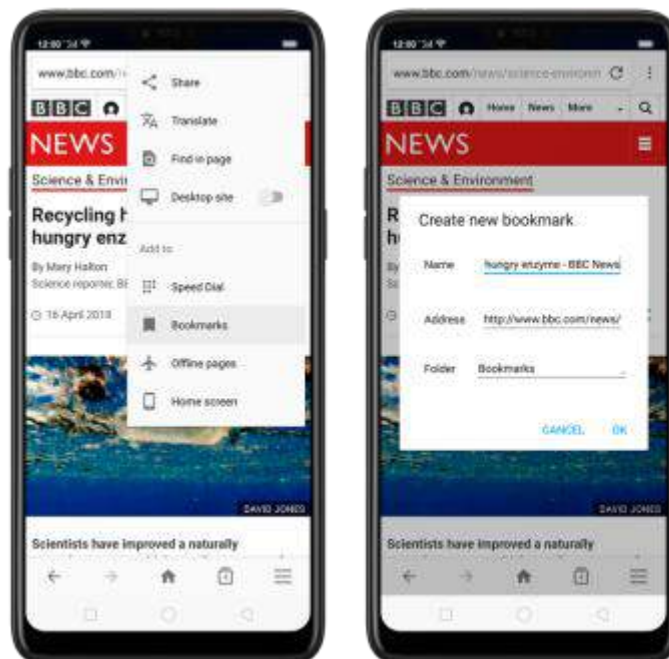 12:00
www.bbc.com/
Share
BBC
Translate
NEWS
Find in page
Science & Envi
Desktop site
Recycling h
hungry enz
Add to:
By Mary Halton
Science reporter, BB
Speed Dial
16 April 2018
Bookmarks
Offline pages
Home screen
DAVID JONES
Scientists have improved a naturally
12:00
www.bbc.com/news/science-environm
BBC Home News More
NEWS
Science & Environment
R
Create new bookmark
h
Name hungry enzyme - BBC News
By
Address http://www.bbc.com/news/
Folder Bookmarks
CANCEL OK
DAVID JONES
Scientists have improved a naturally